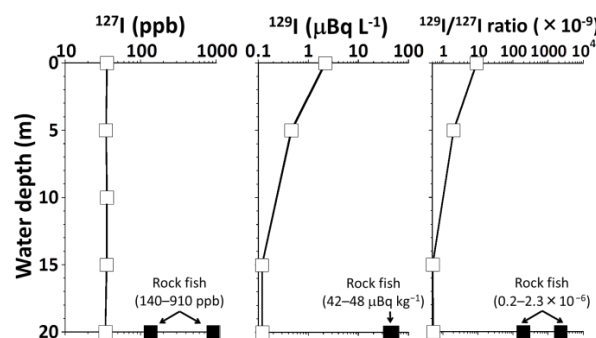 ¹²⁷I (ppb)
¹²⁹I (μBq L⁻¹)
¹²⁹I/¹²⁷I ratio ( × 10⁻⁹)
10 100 1000
0.1 1 10 100
1 10 100 10³ 10⁴
Water depth (m)
0
5
10
15
20
Rock fish
(140–910 ppb)
Rock fish
(42–48 μBq kg⁻¹)
Rock fish
(0.2–2.3 × 10⁻⁶)